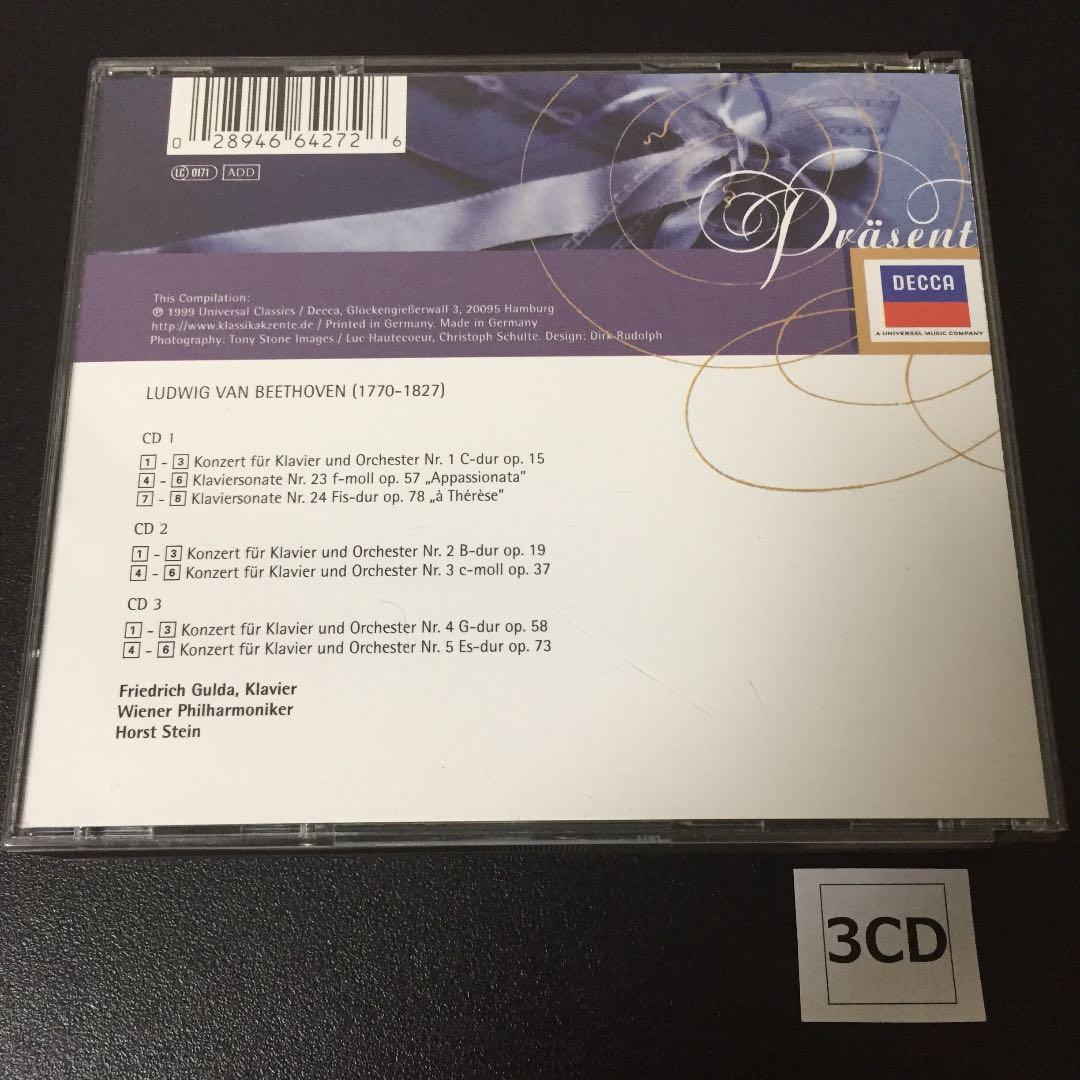 0 28946 64272 6
LC 0171 ADD
Präsent
DECCA
A UNIVERSAL MUSIC COMPANY
This Compilation:
℗ 1999 Universal Classics / Decca, Glockengießerwall 3, 20095 Hamburg
http://www.klassikakzente.de / Printed in Germany. Made in Germany
Photography: Tony Stone Images / Luc Hautecoeur, Christoph Schulte. Design: Dirk Rudolph
LUDWIG VAN BEETHOVEN (1770-1827)
CD 1
1 - 3 Konzert für Klavier und Orchester Nr. 1 C-dur op. 15
4 - 6 Klaviersonate Nr. 23 f-moll op. 57 „Appassionata”
7 - 8 Klaviersonate Nr. 24 Fis-dur op. 78 „à Thérèse”
CD 2
1 - 3 Konzert für Klavier und Orchester Nr. 2 B-dur op. 19
4 - 6 Konzert für Klavier und Orchester Nr. 3 c-moll op. 37
CD 3
1 - 3 Konzert für Klavier und Orchester Nr. 4 G-dur op. 58
4 - 6 Konzert für Klavier und Orchester Nr. 5 Es-dur op. 73
Friedrich Gulda, Klavier
Wiener Philharmoniker
Horst Stein
3CD